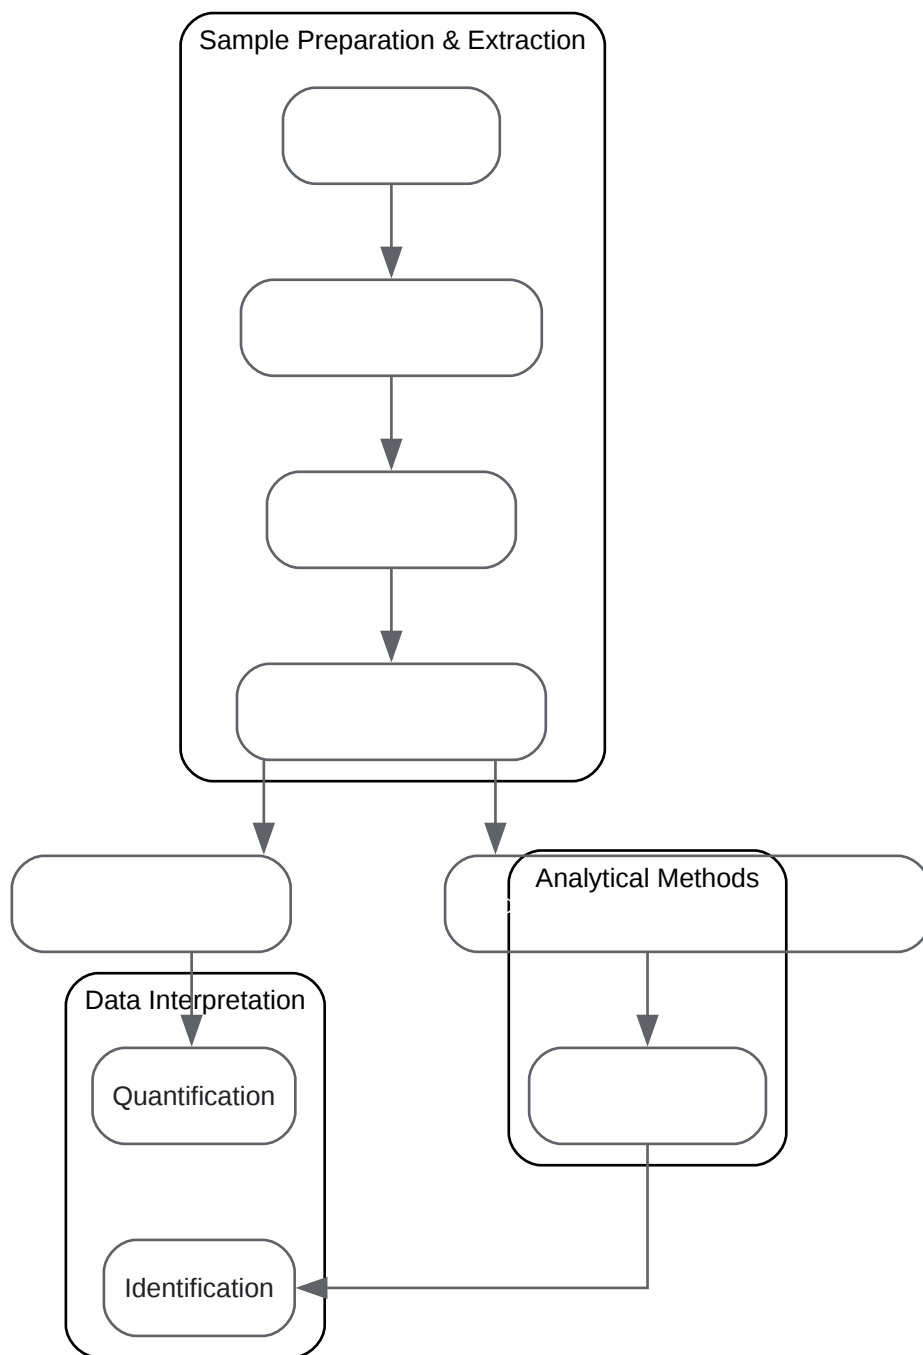 Sample Preparation & Extraction
Analytical Methods
Data Interpretation
Quantification
Identification